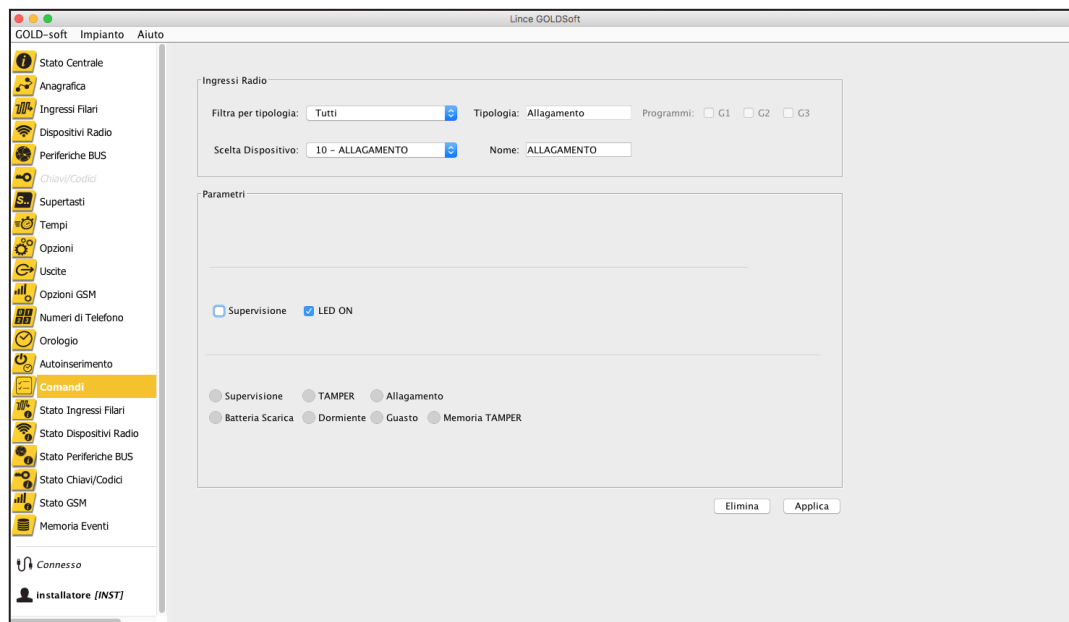 Lince GOLDSoft
GOLD-soft Impianto Aiuto
Stato Centrale
Anagrafica
Ingressi Filari
Dispositivi Radio
Periferiche BUS
Chiavi/Codici
Supertasti
Tempi
Opzioni
Uscite
Opzioni GSM
Numeri di Telefono
Orologio
Autoinserimento
Comandi
Stato Ingressi Filari
Stato Dispositivi Radio
Stato Periferiche BUS
Stato Chiavi/Codici
Stato GSM
Memoria Eventi
Connesso
installatore [INST]
Ingressi Radio
Filtra per tipologia: Tutti Tipologia: Allagamento Programmi: G1 G2 G3
Scelta Dispositivo: 10 - ALLAGAMENTO Nome: ALLAGAMENTO
Parametri
Supervisione LED ON
Supervisione TAMPER Allagamento
Batteria Scarica Dormiente Guasto Memoria TAMPER
Elimina Applica